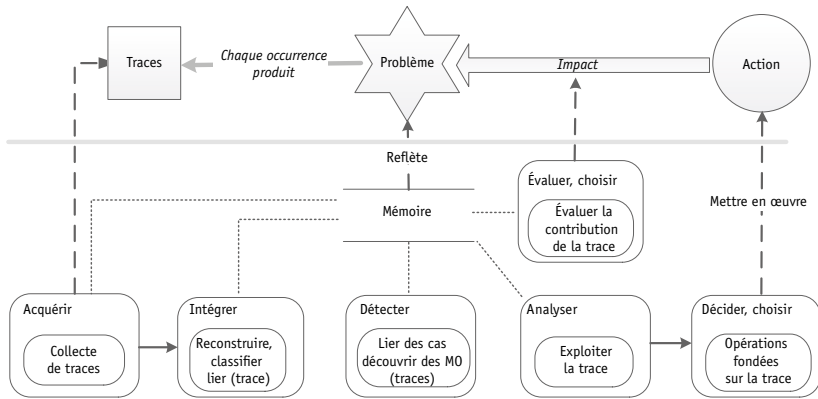 Traces
Chaque occurrence
produit
Problème
Impact
Action
Reflète
Mémoire
Évaluer, choisir
Évaluer la
contribution
de la trace
Mettre en œuvre
Acquérir
Collecte
de traces
Intégrer
Reconstruire,
classifier
lier (trace)
Détecter
Lier des cas
découvrir des MO
(traces)
Analyser
Exploiter
la trace
Décider, choisir
Opérations
fondées
sur la trace